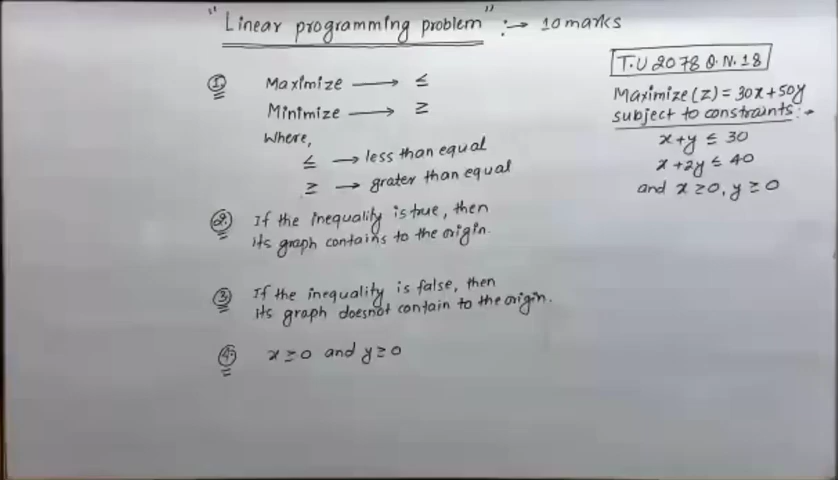 "Linear programming problem" :→ 10 marks
① Maximize → ≤
Minimize → ≥
Where,
≤ → less than equal
≥ → grater than equal
② If the inequality is true, then
its graph contains to the origin.
③ If the inequality is false, then
its graph doesnot contain to the origin.
④ x ≥ 0 and y ≥ 0
T.U 2078 Q.N.18
Maximize (Z) = 30x + 50y
subject to constraints :→
x + y ≤ 30
x + 2y ≤ 40
and x ≥ 0, y ≥ 0